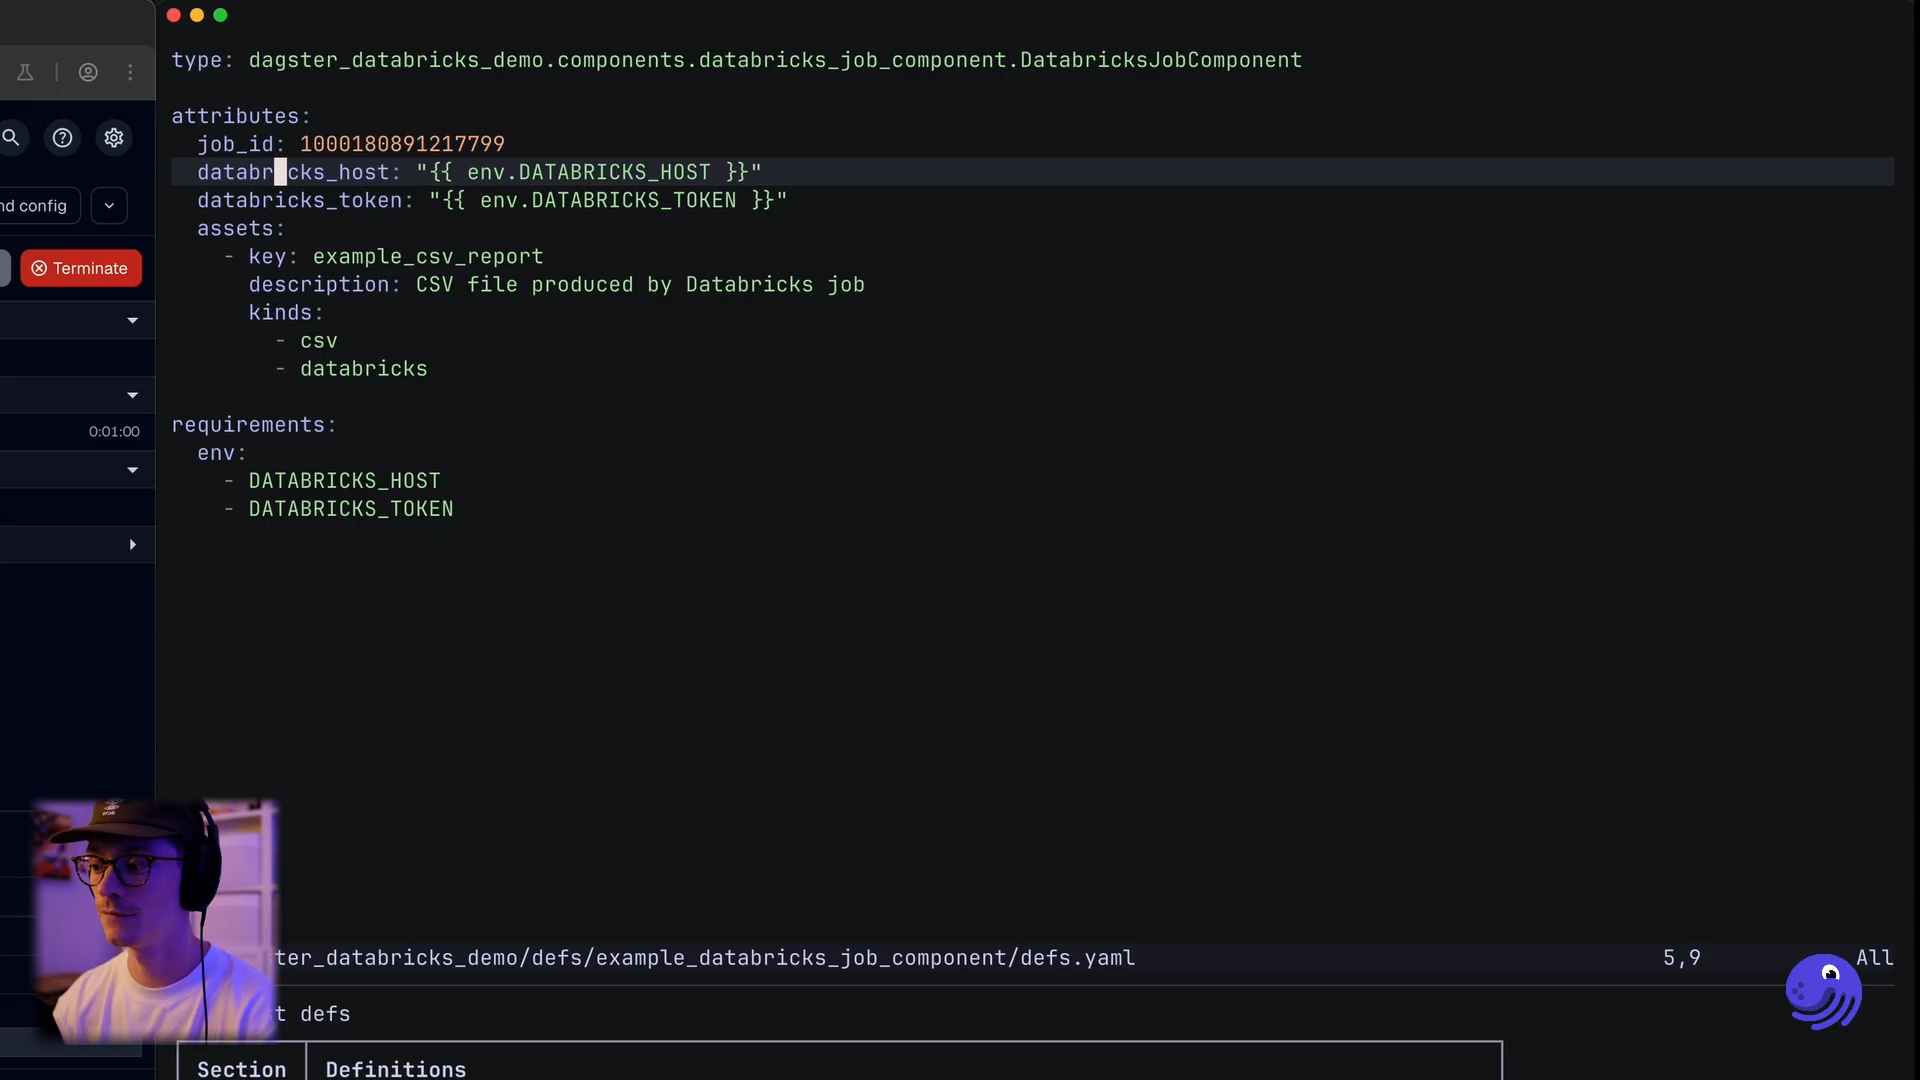 type: dagster_databricks_demo.components.databricks_job_component.DatabricksJobComponent
attributes:
job_id: 1000180891217799
databricks_host: "{{ env.DATABRICKS_HOST }}"
databricks_token: "{{ env.DATABRICKS_TOKEN }}"
assets:
- key: example_csv_report
description: CSV file produced by Databricks job
kinds:
- csv
- databricks
requirements:
env:
- DATABRICKS_HOST
- DATABRICKS_TOKEN
nd config
Terminate
0:01:00
ster_databricks_demo/defs/example_databricks_job_component/defs.yaml
5,9
All
t defs
Section
Definitions